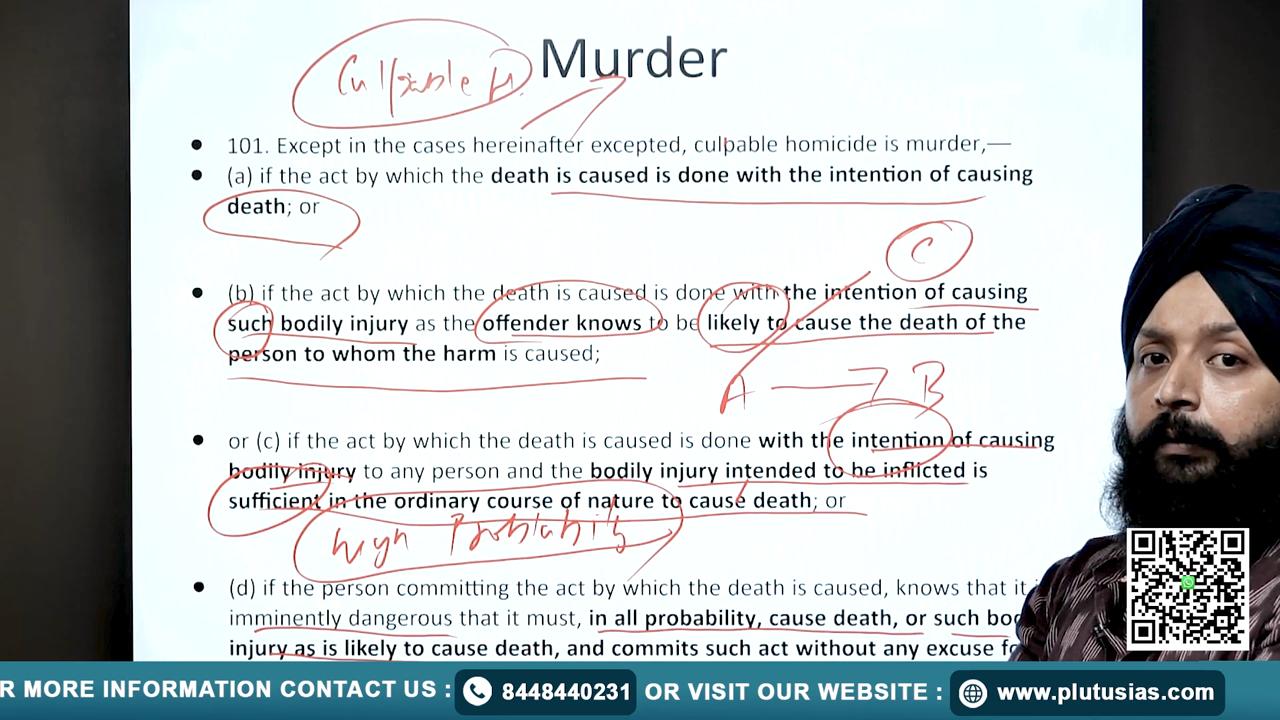 Culpable H. Murder
• 101. Except in the cases hereinafter excepted, culpable homicide is murder,—
• (a) if the act by which the death is caused is done with the intention of causing
death; or
C
• (b) if the act by which the death is caused is done with the intention of causing
such bodily injury as the offender knows to be likely to cause the death of the
person to whom the harm is caused;
A → B
• or (c) if the act by which the death is caused is done with the intention of causing
bodily injury to any person and the bodily injury intended to be inflicted is
sufficient in the ordinary course of nature to cause death; or
high Probability
• (d) if the person committing the act by which the death is caused, knows that it
imminently dangerous that it must, in all probability, cause death, or such bo
injury as is likely to cause death, and commits such act without any excuse fo
R MORE INFORMATION CONTACT US : 8448440231 OR VISIT OUR WEBSITE : www.plutusias.com